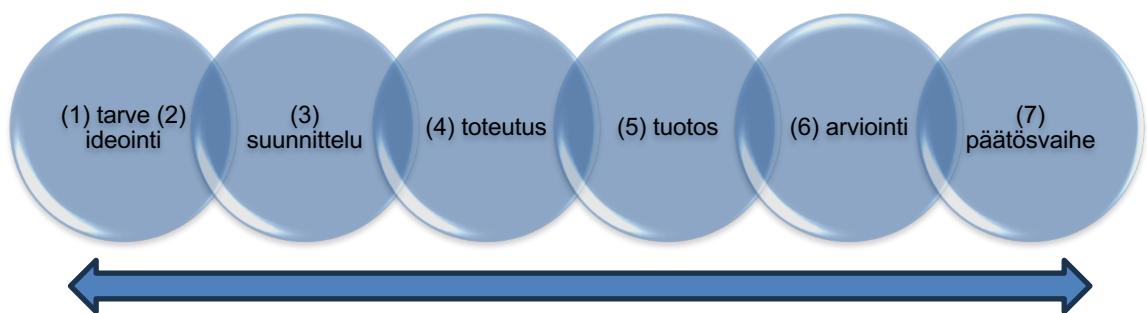 (1) tarve (2)
ideointi
(3)
suunnittelu
(4) toteutus
(5) tuotos
(6) arviointi
(7)
päätösvaihe